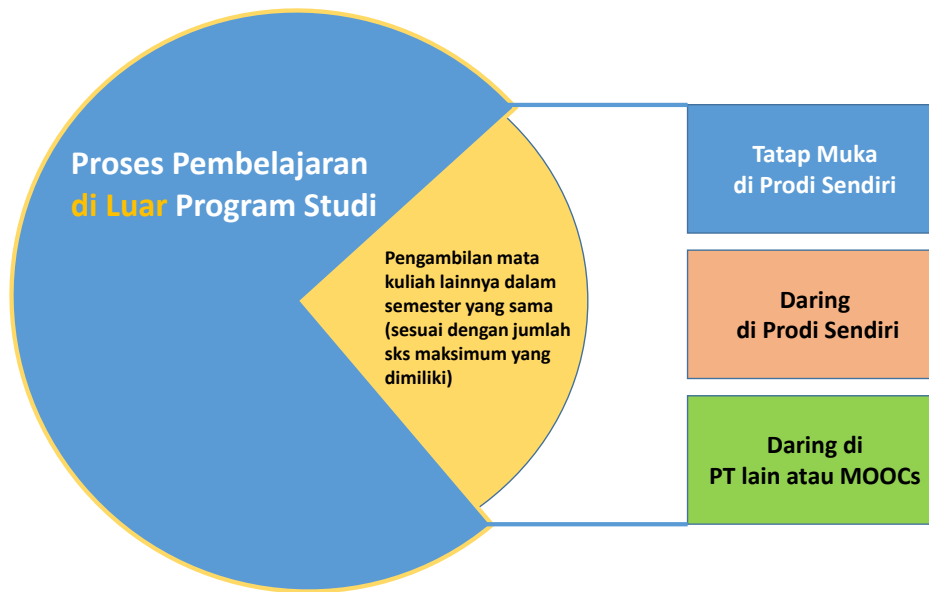 Proses Pembelajaran
di Luar Program Studi
Pengambilan mata
kuliah lainnya dalam
semester yang sama
(sesuai dengan jumlah
sks maksimum yang
dimiliki)
Tatap Muka
di Prodi Sendiri
Daring
di Prodi Sendiri
Daring di
PT lain atau MOOCs